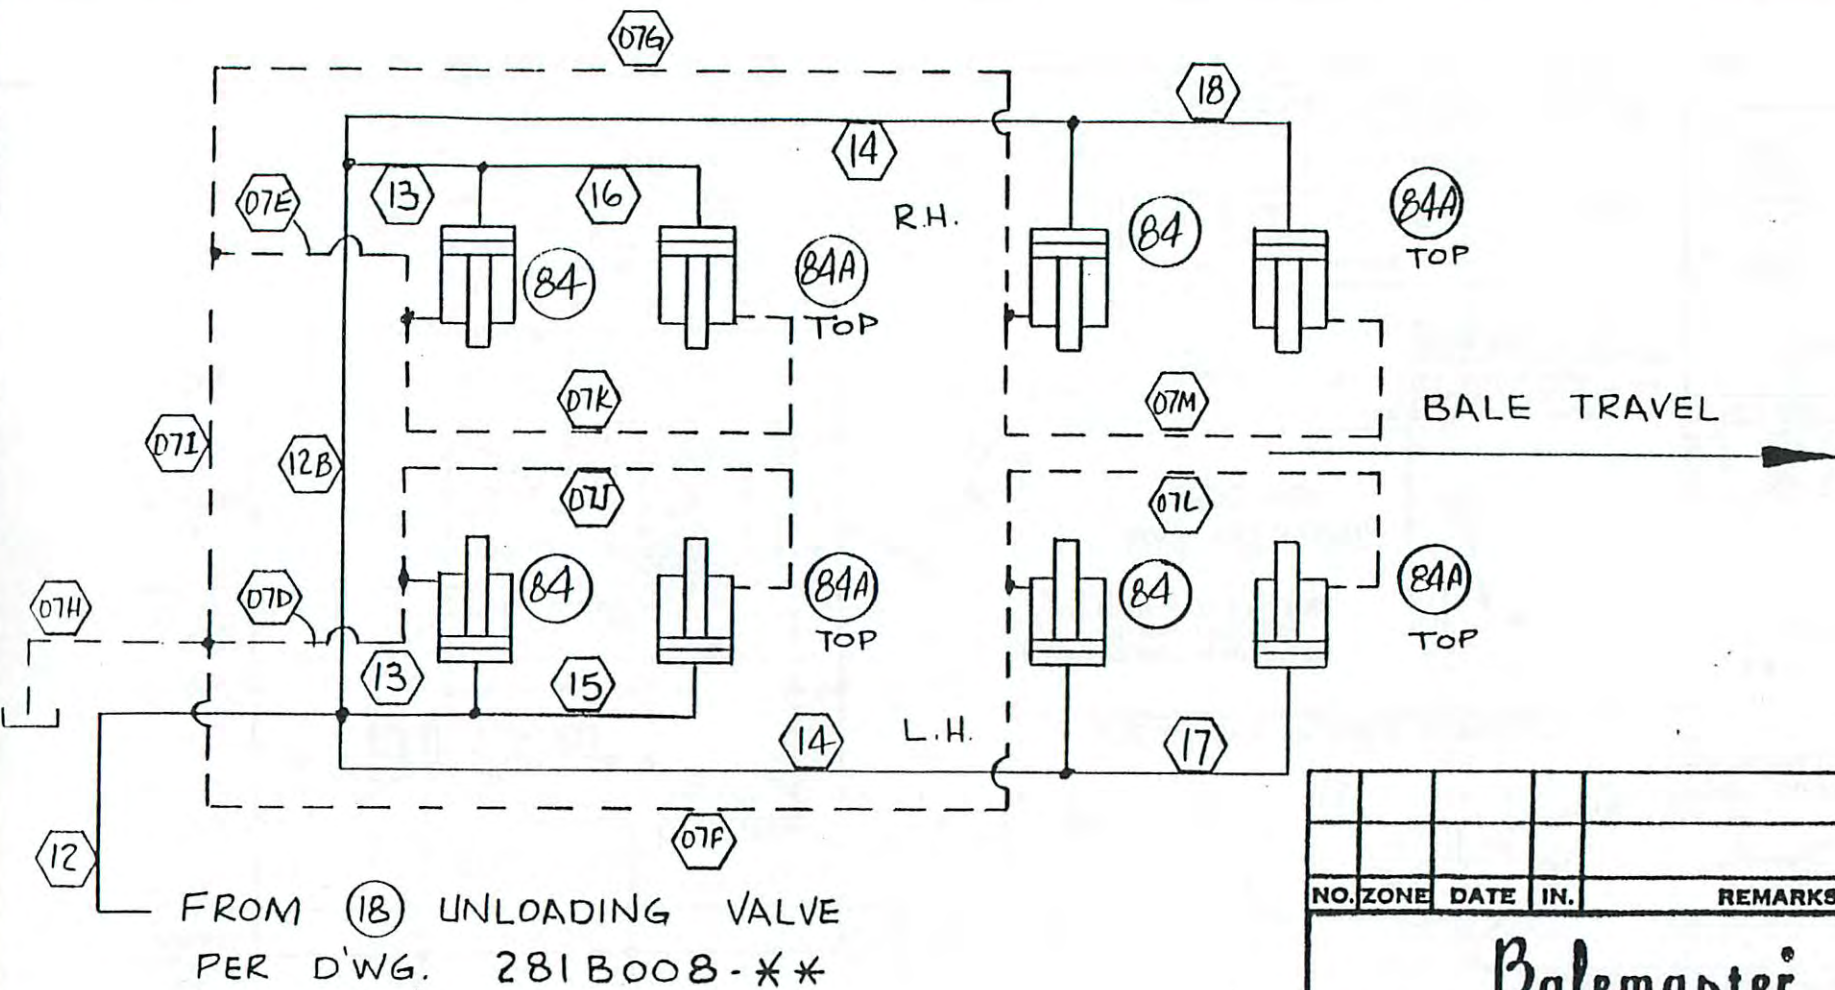 07G
18
14
07E
13
16
84A
TOP
R.H.
84
84
84A
TOP
07K
07M
BALE TRAVEL
07I
12B
07J
07L
07H
07D
84
84A
TOP
84
84A
TOP
13
15
14
L.H.
17
07F
12
FROM 18 UNLOADING VALVE
PER D'WG. 281B008-**
NO. ZONE DATE IN. REMARKS
Balemaster